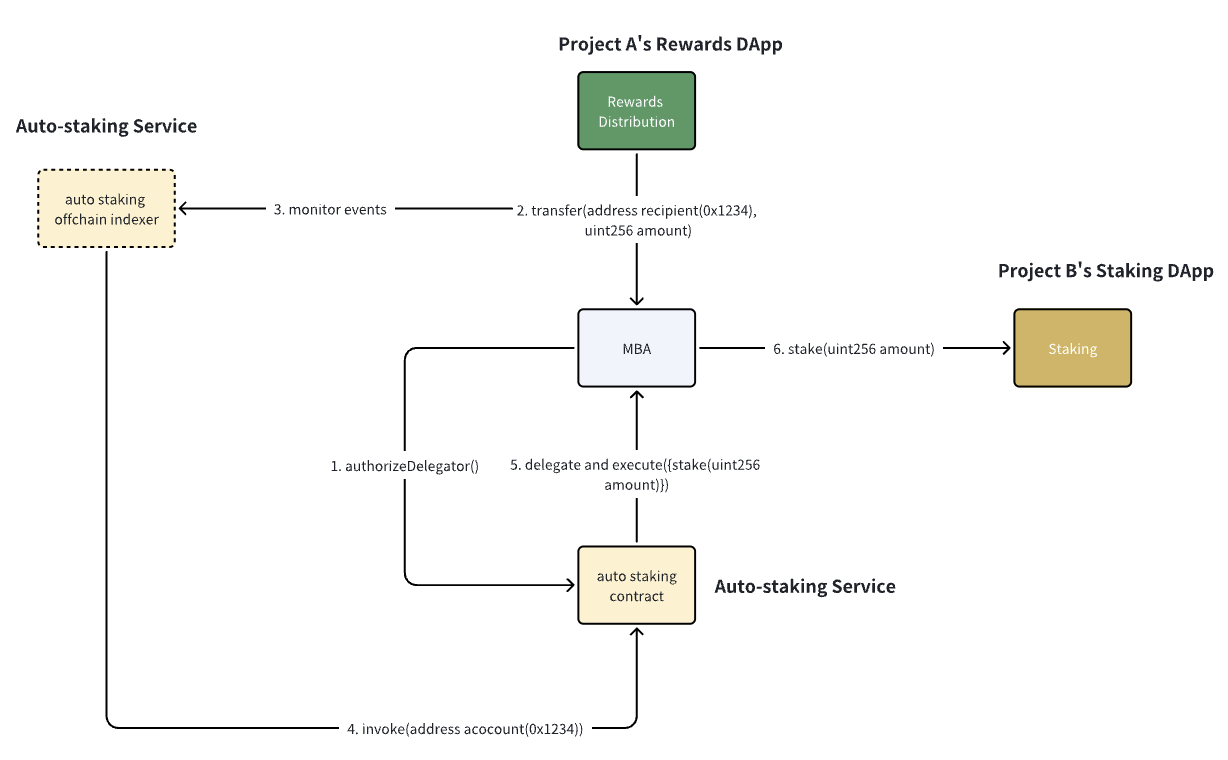 Project A's Rewards DApp
Rewards
Distribution
Auto-staking Service
auto staking
offchain indexer
3. monitor events
2. transfer(address recipient(0x1234),
uint256 amount)
Project B's Staking DApp
MBA
6. stake(uint256 amount)
Staking
1. authorizeDelegator()
5. delegate and execute({stake(uint256
amount)})
auto staking
contract
Auto-staking Service
4. invoke(address acocount(0x1234))